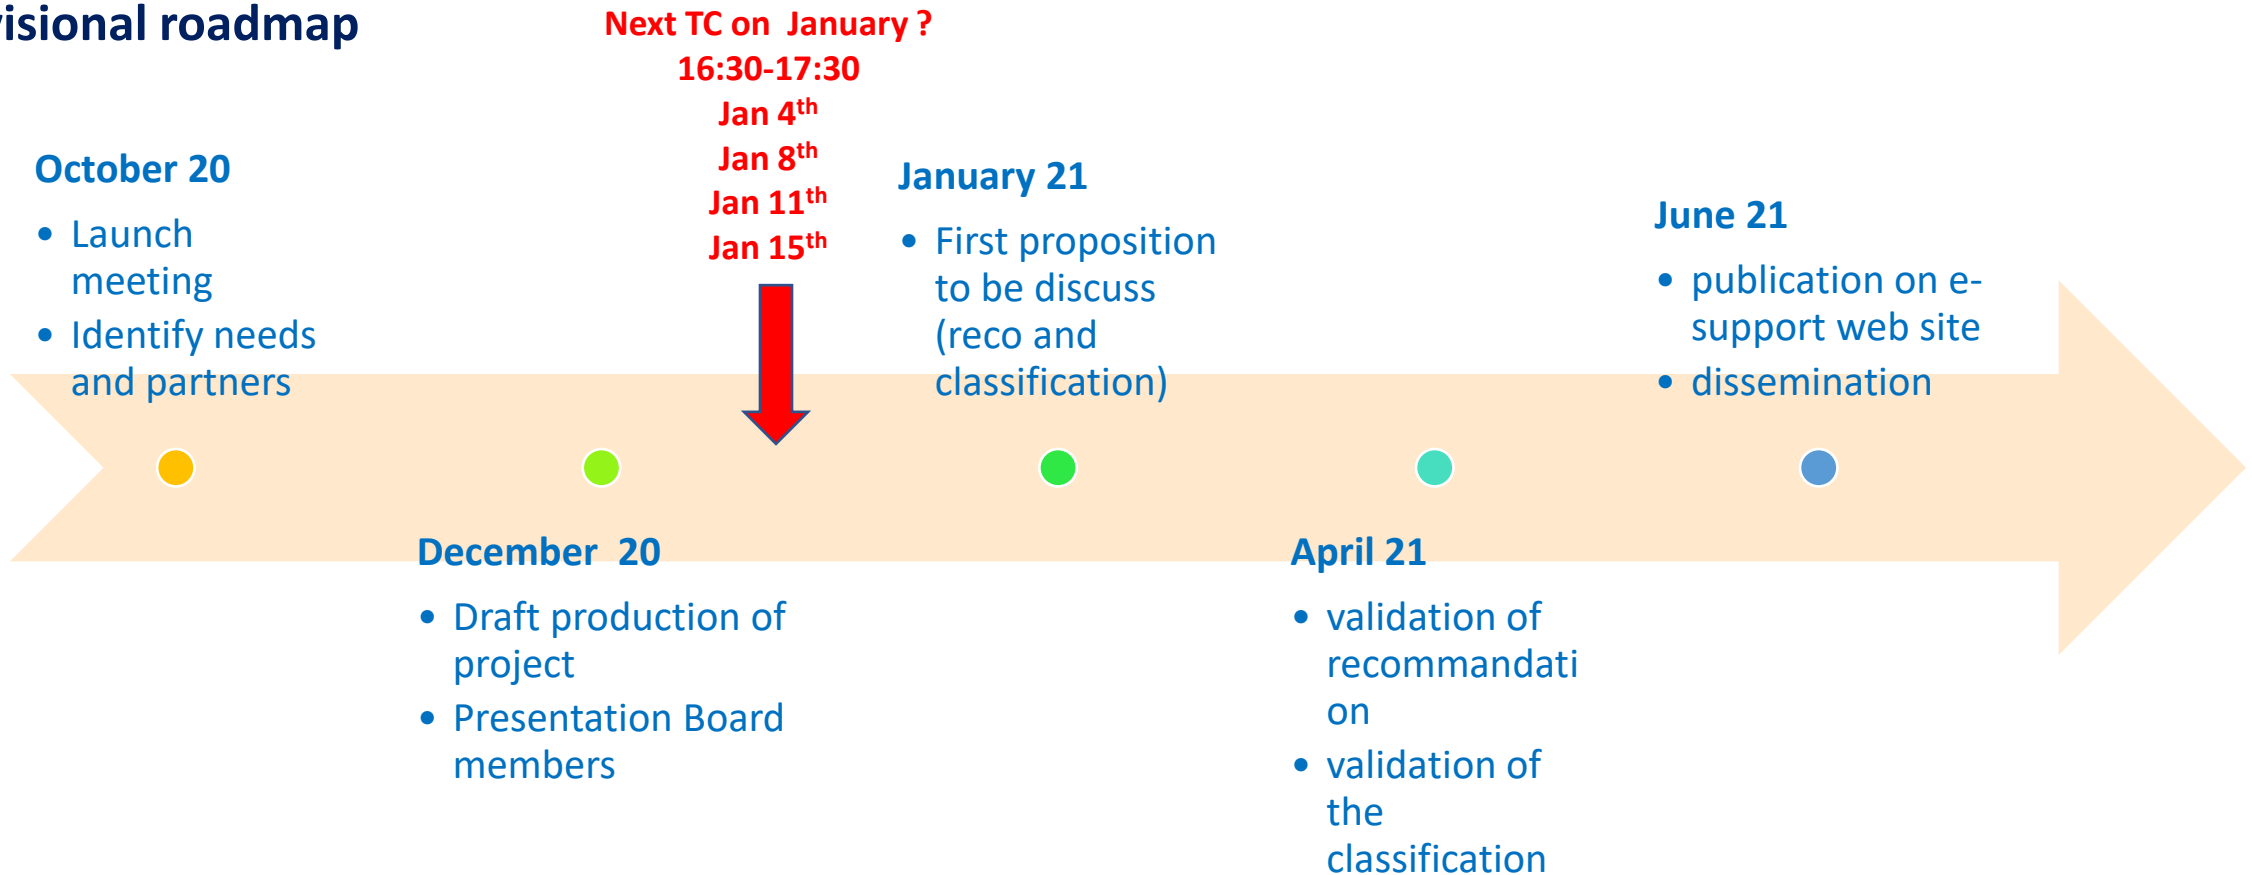 visional roadmap
Next TC on January ?
16:30-17:30
Jan 4th
Jan 8th
Jan 11th
Jan 15th
October 20
• Launch
meeting
• Identify needs
and partners
December 20
• Draft production of
project
• Presentation Board
members
January 21
• First proposition
to be discuss
(reco and
classification)
April 21
• validation of
recommandati
on
• validation of
the
classification
June 21
• publication on e-
support web site
• dissemination